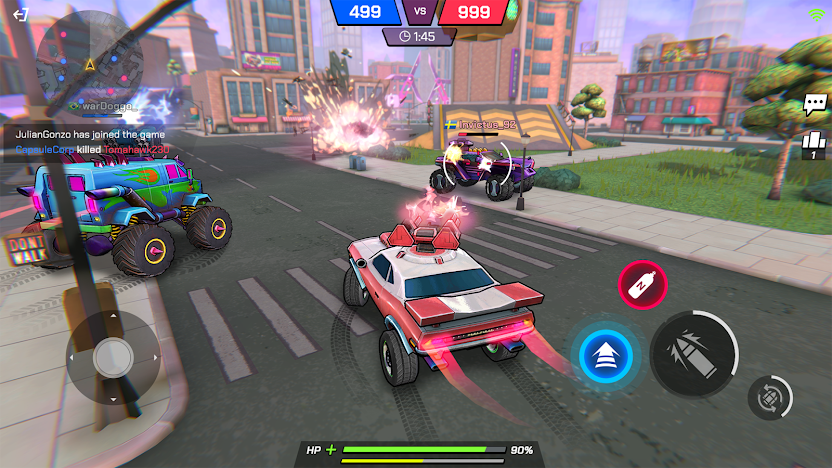 499 VS 999
1:45
warDoggo
JulianGonzo has joined the game
CapsuleCorp killed Tomahawk230
Invictus_92
DONT
WALK
1
N
HP 90%